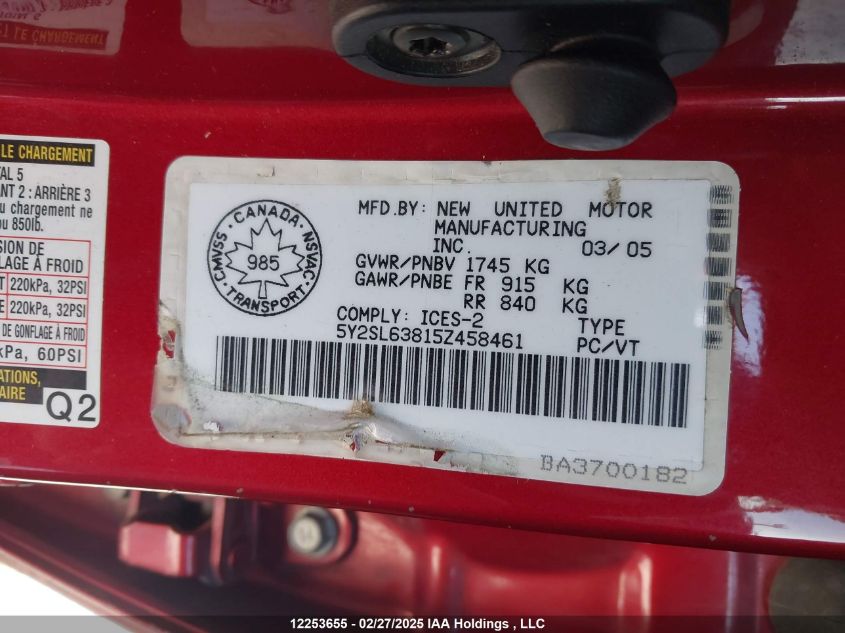 LE CHARGEMENT
TAL 5
ANT 2 : ARRIÈRE 3
u chargement ne
ou 850lb.
SION DE
LAGE À FROID
220kPa, 32PSI
220kPa, 32PSI
DE GONFLAGE À FROID
kPa, 60PSI
ATIONS,
AIRE
Q2
CANADA
CMVSS
NSVAC
985
TRANSPORT
MFD.BY: NEW UNITED MOTOR
MANUFACTURING
INC. 03/05
GVWR/PNBV 1745 KG
GAWR/PNBE FR 915 KG
RR 840 KG
COMPLY: ICES-2 TYPE
5Y2SL63815Z458461 PC/VT
BA3700182
12253655 - 02/27/2025 IAA Holdings , LLC